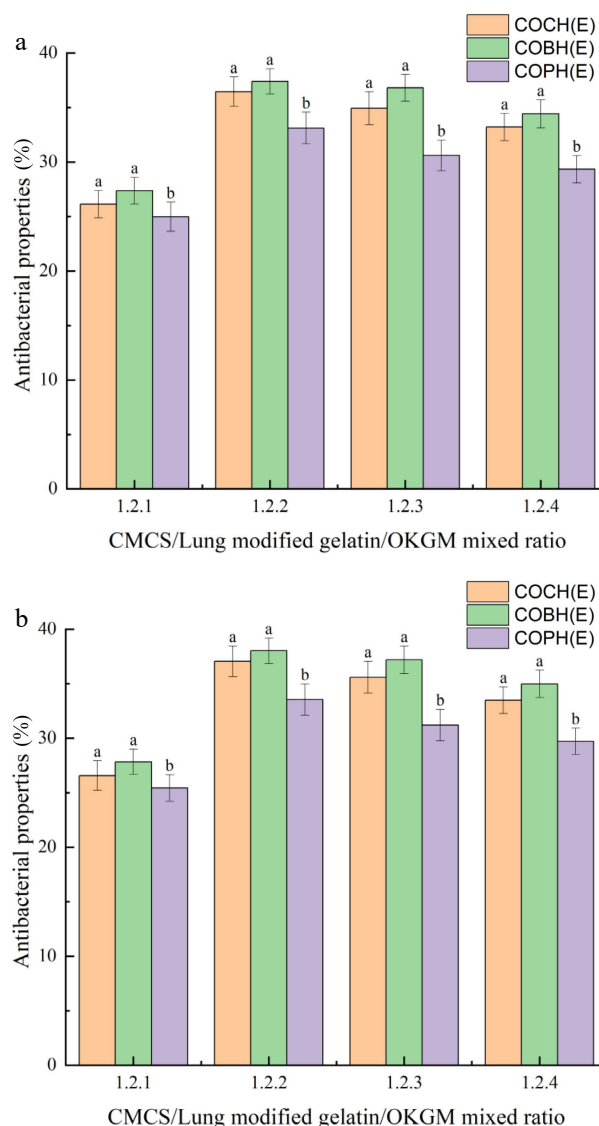 a
COCH(E)
COBH(E)
COPH(E)
Antibacterial properties (%)
40
30
20
10
0
a a b
a a b
a a b
a a b
1.2.1 1.2.2 1.2.3 1.2.4
CMCS/Lung modified gelatin/OKGM mixed ratio
b
COCH(E)
COBH(E)
COPH(E)
Antibacterial properties (%)
40
30
20
10
0
a a b
a a b
a a b
a a b
1.2.1 1.2.2 1.2.3 1.2.4
CMCS/Lung modified gelatin/OKGM mixed ratio